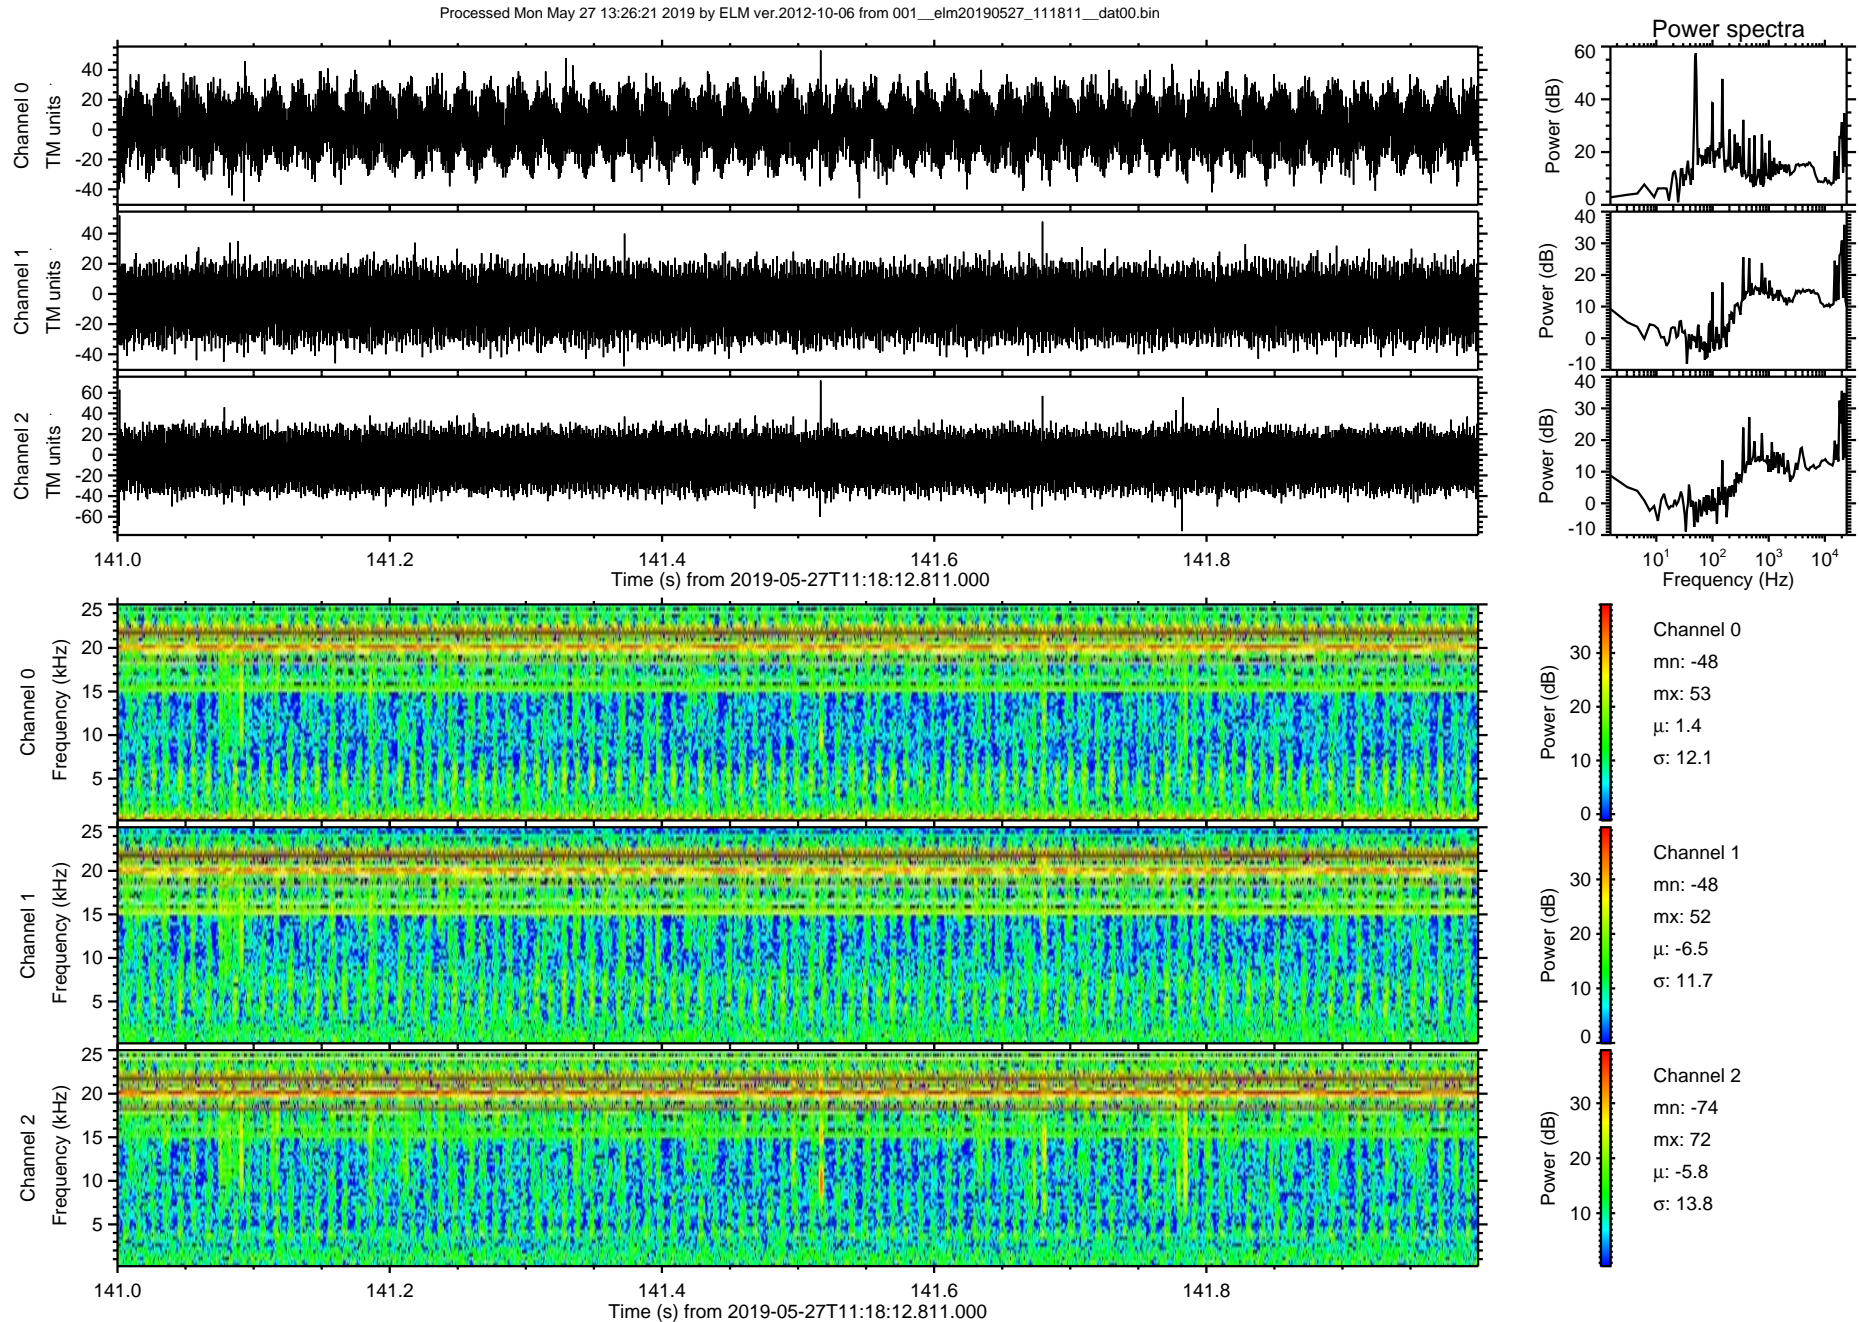 Processed Mon May 27 13:26:21 2019 by ELM ver.2012-10-06 from 001__elm20190527_111811__dat00.bin
Power spectra
Channel 0
TM units
40
20
0
-20
-40
Power (dB)
60
40
20
0
Channel 1
TM units
40
20
0
-20
-40
Power (dB)
40
30
20
10
0
-10
Channel 2
TM units
60
40
20
0
-20
-40
-60
Power (dB)
40
30
20
10
0
-10
141.0 141.2 141.4 141.6 141.8
Time (s) from 2019-05-27T11:18:12.811.000
10¹ 10² 10³ 10⁴
Frequency (Hz)
Channel 0
Frequency (kHz)
25
20
15
10
5
Power (dB)
30
20
10
0
Channel 0
mn: -48
mx: 53
μ: 1.4
σ: 12.1
Channel 1
Frequency (kHz)
25
20
15
10
5
Power (dB)
30
20
10
0
Channel 1
mn: -48
mx: 52
μ: -6.5
σ: 11.7
Channel 2
Frequency (kHz)
25
20
15
10
5
Power (dB)
30
20
10
Channel 2
mn: -74
mx: 72
μ: -5.8
σ: 13.8
141.0 141.2 141.4 141.6 141.8
Time (s) from 2019-05-27T11:18:12.811.000